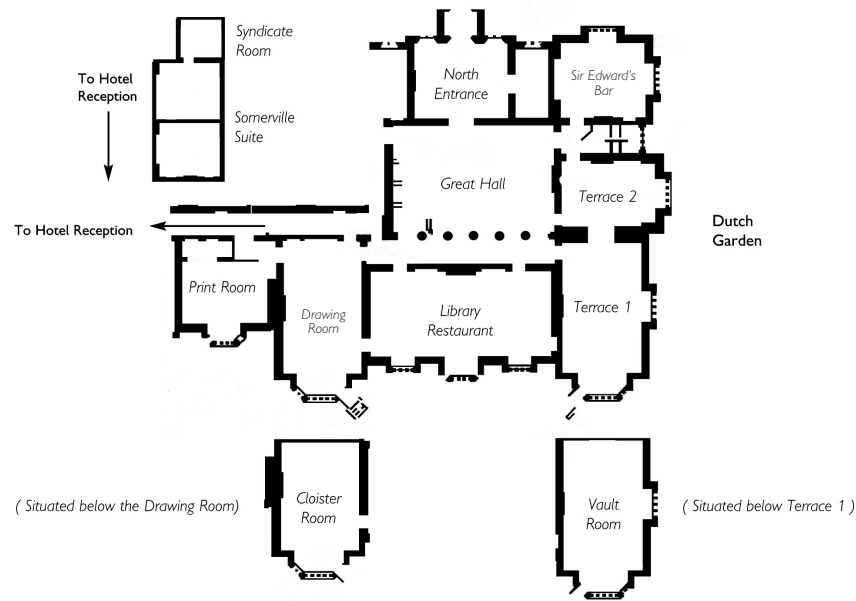 Syndicate
Room
To Hotel
Reception
Somerville
Suite
North
Entrance
Sir Edward's
Bar
Great Hall
Terrace 2
To Hotel Reception
Dutch
Garden
Print Room
Drawing
Room
Library
Restaurant
Terrace 1
( Situated below the Drawing Room)
Cloister
Room
Vault
Room
( Situated below Terrace 1 )